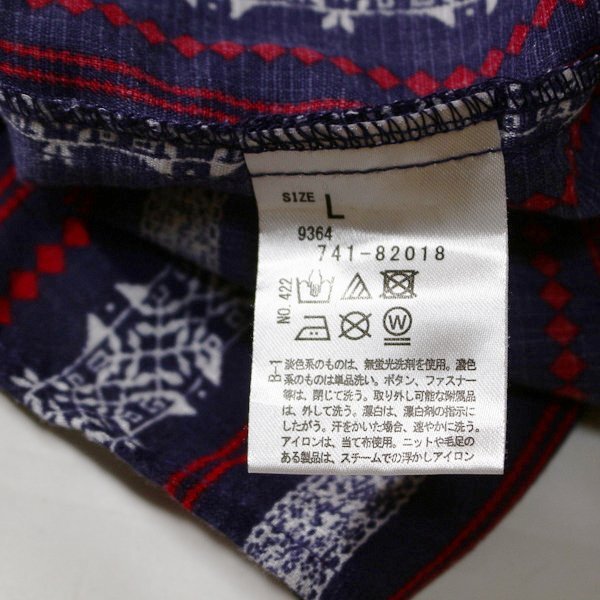 SIZE L
9364
741-82018
NO.422
W
B-1
淡色系のものは、無蛍光洗剤を使用。濃色
系のものは単品洗い。ボタン、ファスナー
等は、閉じて洗う。取り外し可能な附属品
は、外して洗う。漂白は、漂白剤の指示に
したがう。汗をかいた場合、速やかに洗う。
アイロンは、当て布使用。ニットや毛足の
ある製品は、スチームでの浮かしアイロン